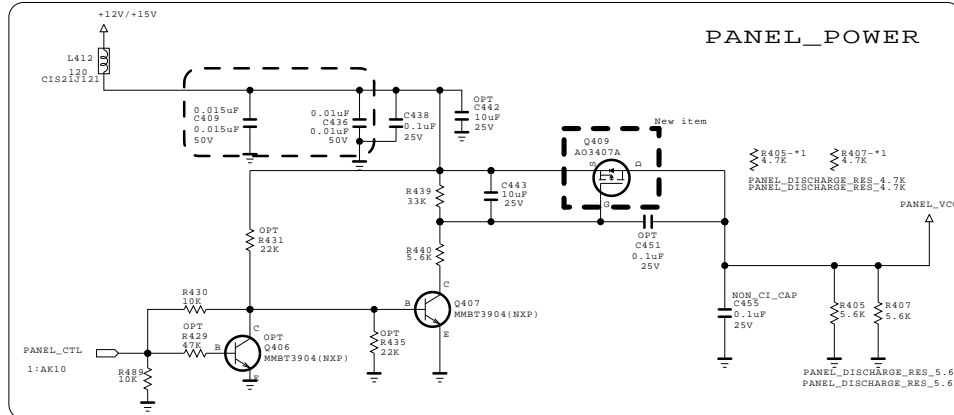 +12V/+15V
PANEL_POWER
L412
120
CIS21J121
0.015uF
C409
0.015uF
50V
0.01uF
C436
0.01uF
50V
C438
0.1uF
25V
OPT
C442
10uF
25V
New item
Q409
AO3407A
S
D
G
R405-*1
4.7K
R407-*1
4.7K
PANEL_DISCHARGE_RES_4.7K
PANEL_DISCHARGE_RES_4.7K
R439
33K
C443
10uF
25V
PANEL_VCC
OPT
R431
22K
R440
5.6K
OPT
C451
0.1uF
25V
R430
10K
C
B
Q407
MMBT3904(NXP)
E
NON_CI_CAP
C455
0.1uF
25V
R405
5.6K
R407
5.6K
OPT
R429
47K
C
B
OPT
Q406
MMBT3904(NXP)
E
OPT
R435
22K
PANEL_CTL
1:AK10
R489
10K
PANEL_DISCHARGE_RES_5.6
PANEL_DISCHARGE_RES_5.6